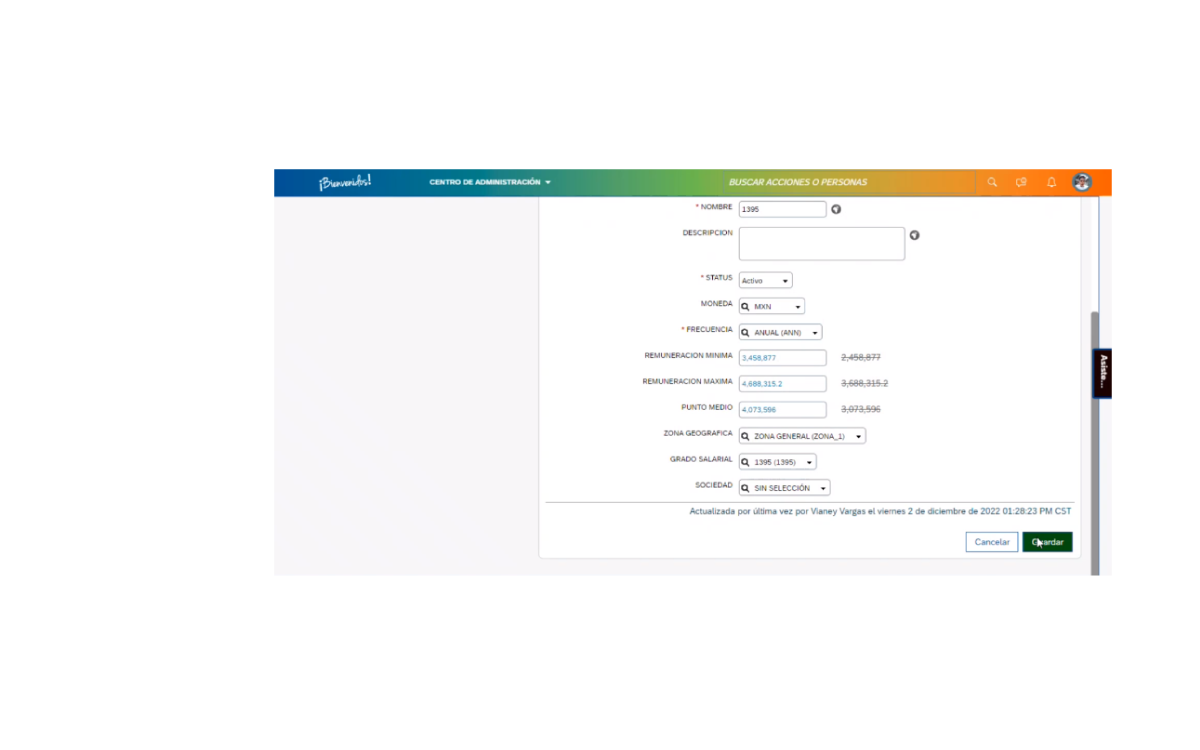 ¡Bienvenidos! CENTRO DE ADMINISTRACIÓN BUSCAR ACCIONES O PERSONAS
* NOMBRE 1395
DESCRIPCION
* STATUS Activo
MONEDA MXN
* FRECUENCIA ANUAL (ANN)
REMUNERACION MINIMA 3,458,877 2,458,877
REMUNERACION MAXIMA 4,688,315.2 3,688,315.2
PUNTO MEDIO 4,073,596 3,073,596
ZONA GEOGRAFICA ZONA GENERAL (ZONA_1)
GRADO SALARIAL 1395 (1395)
SOCIEDAD SIN SELECCIÓN
Actualizada por última vez por Vianey Vargas el viernes 2 de diciembre de 2022 01:28:23 PM CST
Cancelar Guardar
Asiste...